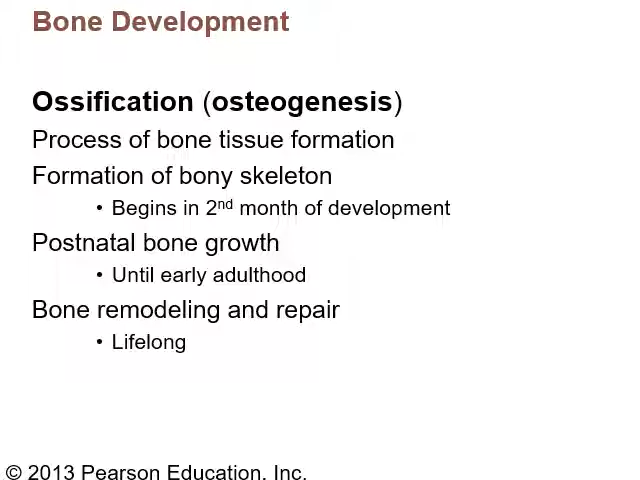 Bone Development
Ossification (osteogenesis)
Process of bone tissue formation
Formation of bony skeleton
• Begins in 2nd month of development
Postnatal bone growth
• Until early adulthood
Bone remodeling and repair
• Lifelong
© 2013 Pearson Education, Inc.